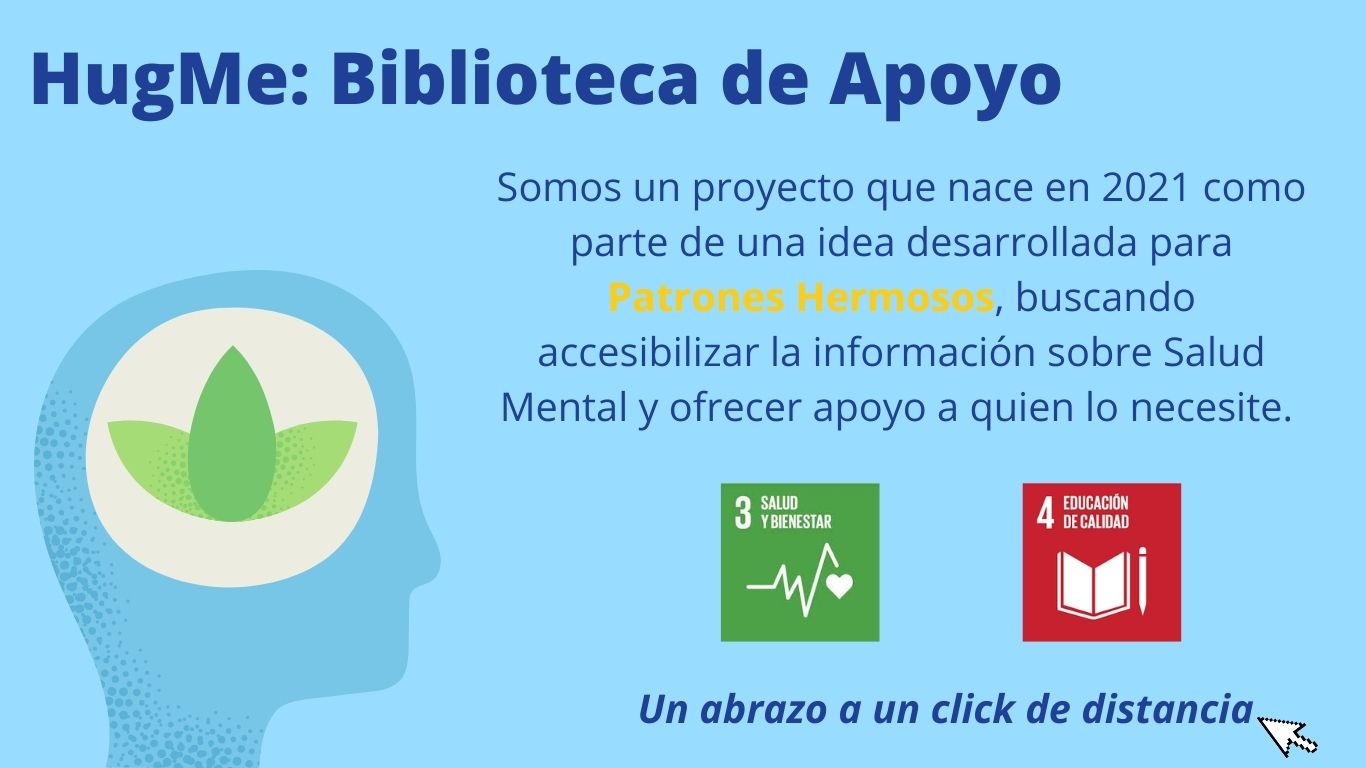 HugMe: Biblioteca de Apoyo
Somos un proyecto que nace en 2021 como
parte de una idea desarrollada para
Patrones Hermosos, buscando
accesibilizar la información sobre Salud
Mental y ofrecer apoyo a quien lo necesite.
3 SALUD
Y BIENESTAR
4 EDUCACIÓN
DE CALIDAD
Un abrazo a un click de distancia